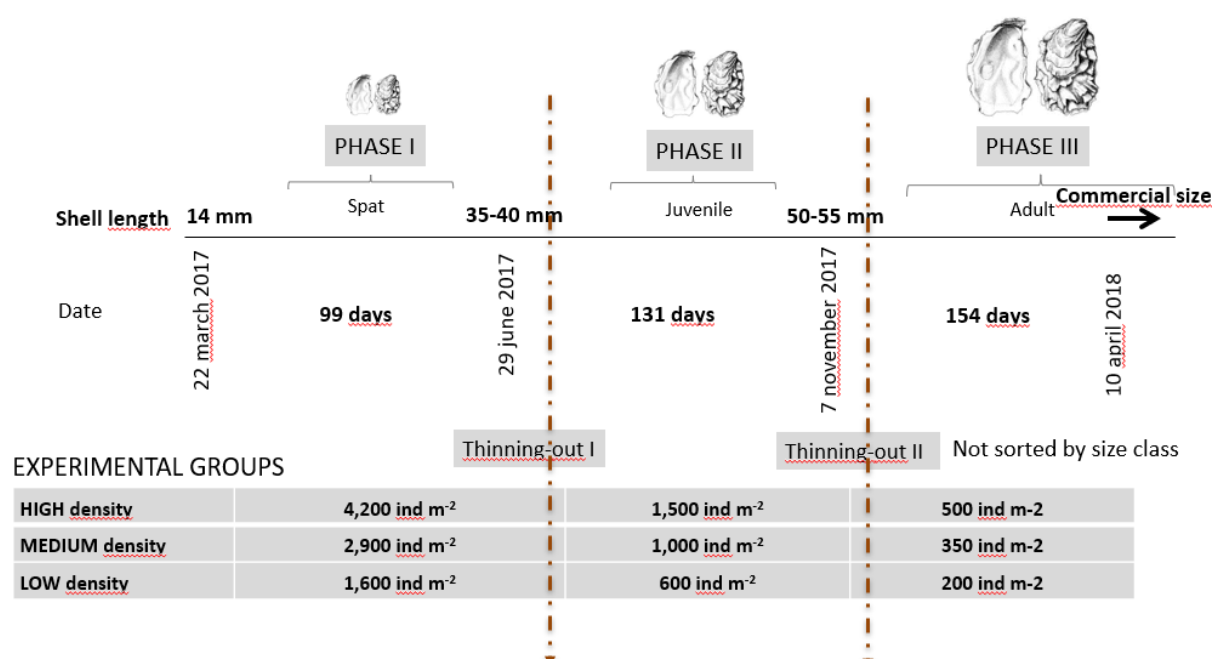 PHASE I
PHASE II
PHASE III
Spat
Juvenile
Adult
Shell length
14 mm
35-40 mm
50-55 mm
Commercial size
Date
22 march 2017
99 days
29 june 2017
131 days
7 november 2017
154 days
10 april 2018
Thinning-out I
Thinning-out II
Not sorted by size class
EXPERIMENTAL GROUPS
HIGH density 4,200 ind m⁻² 1,500 ind m⁻² 500 ind m-2
MEDIUM density 2,900 ind m⁻² 1,000 ind m⁻² 350 ind m-2
LOW density 1,600 ind m⁻² 600 ind m⁻² 200 ind m-2